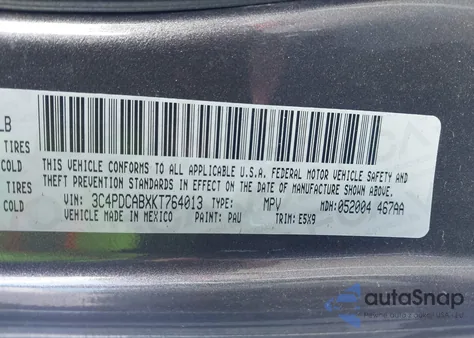 LB
TIRES
COLD
TIRES
COLD
THIS VEHICLE CONFORMS TO ALL APPLICABLE U.S.A. FEDERAL MOTOR VEHICLE SAFETY AND
THEFT PREVENTION STANDARDS IN EFFECT ON THE DATE OF MANUFACTURE SHOWN ABOVE.
VIN: 3C4PDCABXKT764013 TYPE: MPV MDH: 052004 467AA
VEHICLE MADE IN MEXICO PAINT: PAU TRIM: E5X9
autoSnap